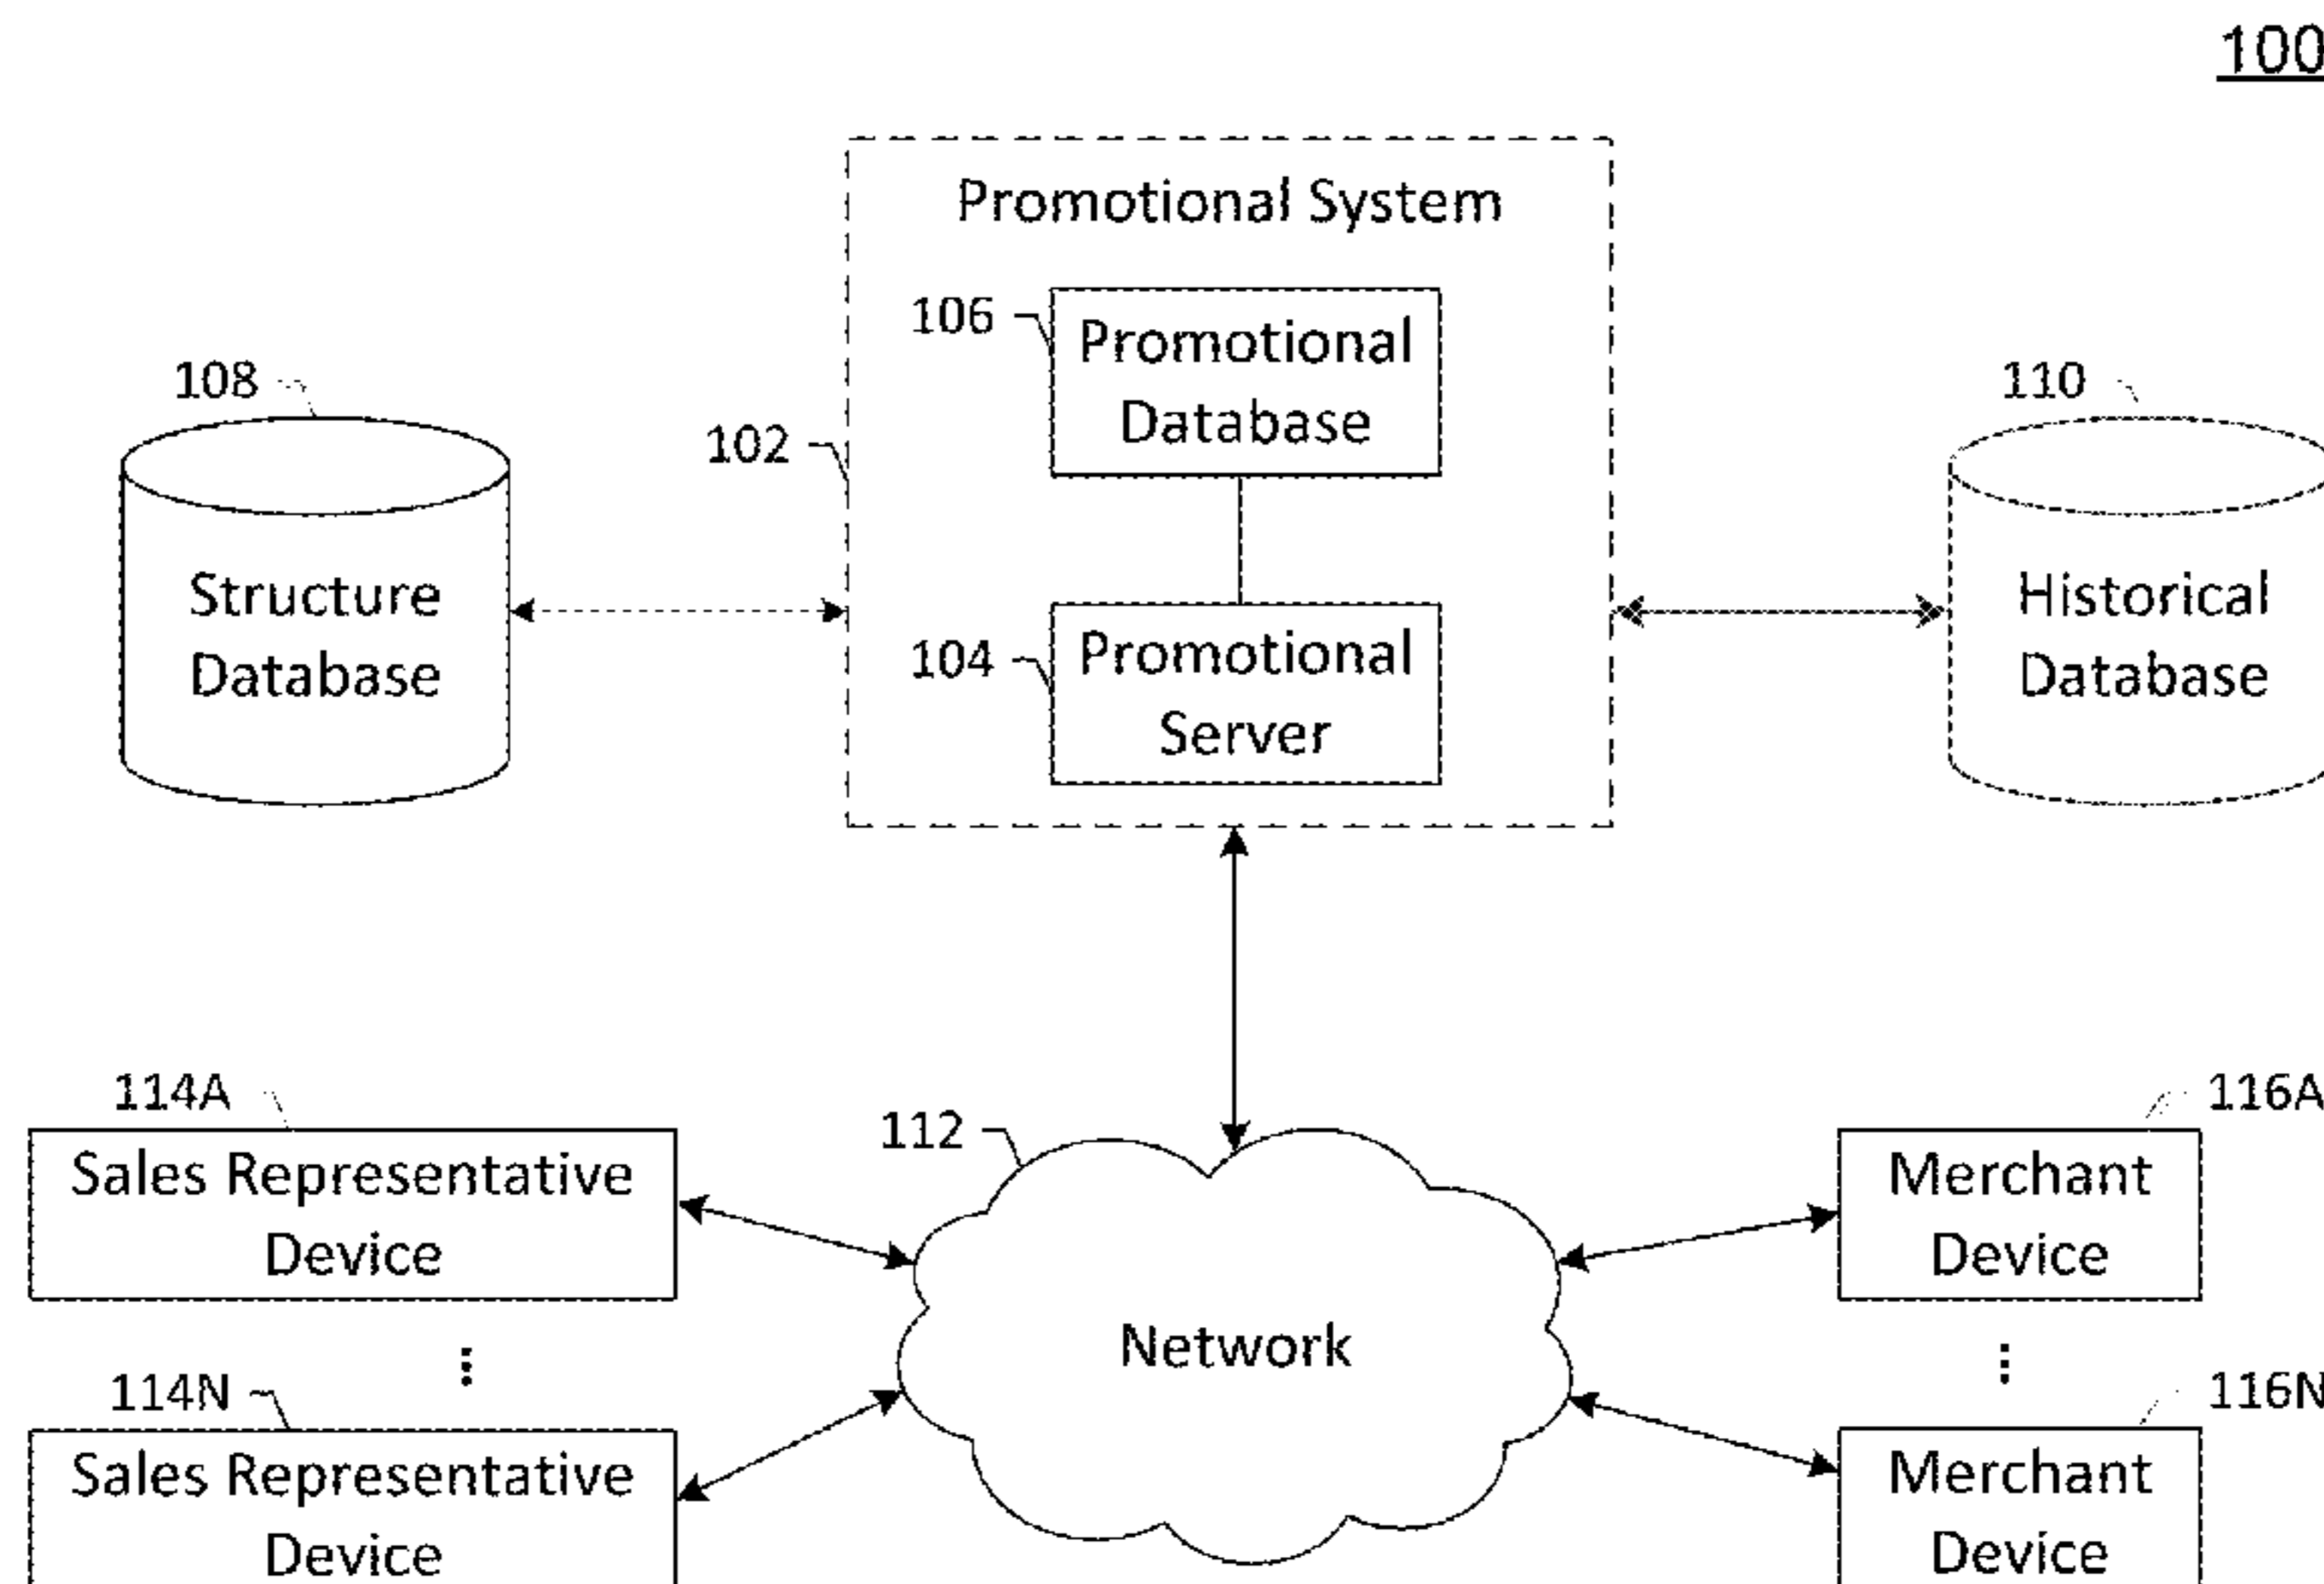 100
Promotional System
106
Promotional
Database
108
110
102
Structure
Database
104
Promotional
Server
Historical
Database
114A
112
116A
Sales Representative
Device
Merchant
Device
Network
114N
116N
Sales Representative
Device
Merchant
Device